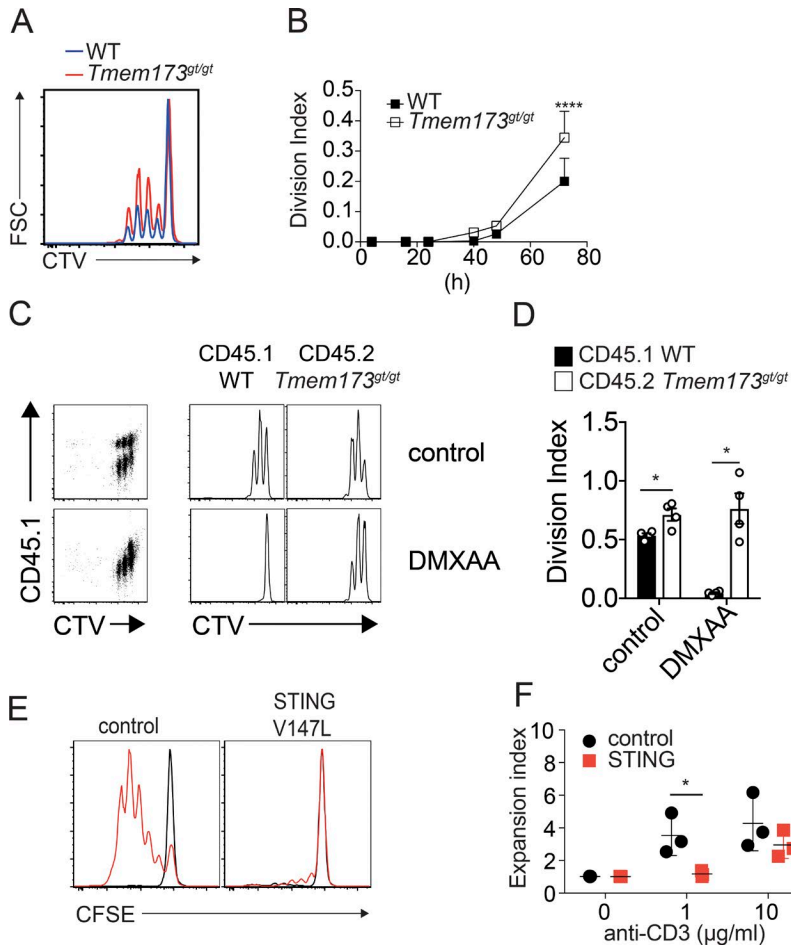 A
WT
Tmem173gt/gt
FSC
CTV
B
WT
Tmem173gt/gt
****
Division Index
0.5
0.4
0.3
0.2
0.1
0.0
0 20 40 60 80
(h)
C
CD45.1 CD45.2
WT Tmem173gt/gt
control
DMXAA
CD45.1
CTV
CTV
D
CD45.1 WT
CD45.2 Tmem173gt/gt
Division Index
1.5
1.0
0.5
0.0
* *
control
DMXAA
E
control
STING
V147L
CFSE
F
control
STING
*
Expansion index
10
8
6
4
2
0
0 1 10
anti-CD3 (µg/ml)